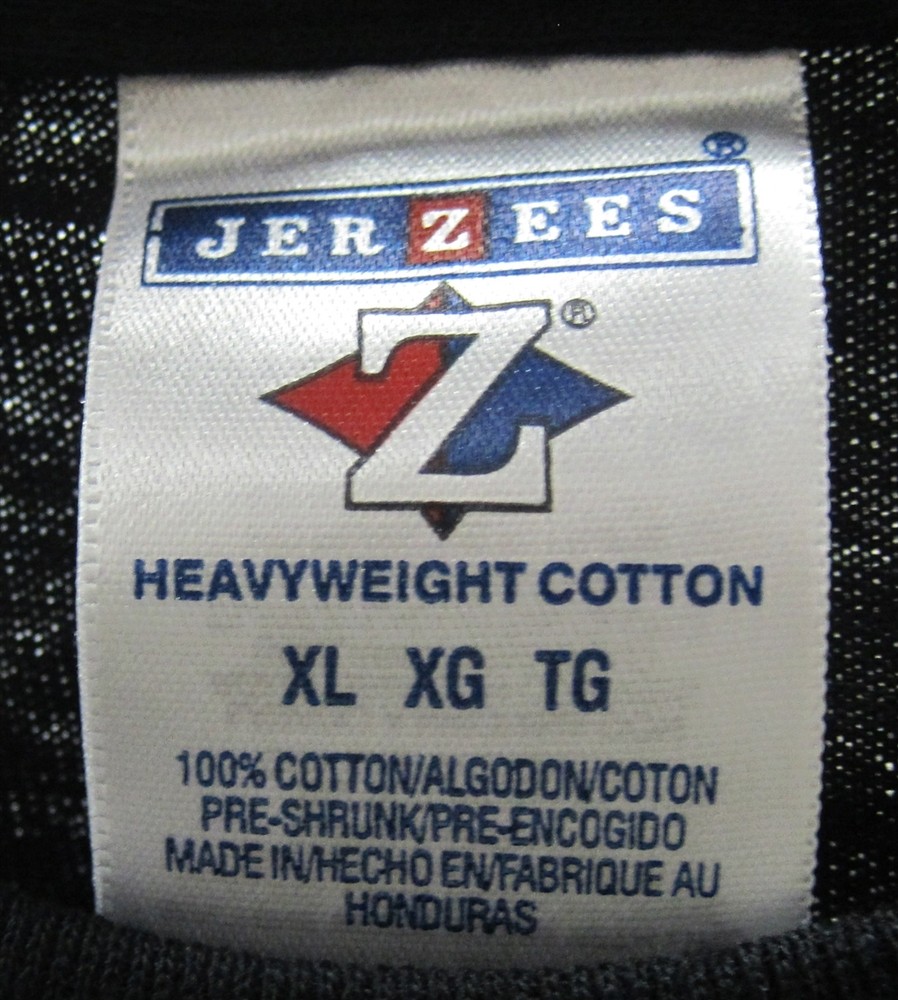 JERZEES®
Z®
HEAVYWEIGHT COTTON
XL XG TG
100% COTTON/ALGODON/COTON
PRE-SHRUNK/PRE-ENCOGIDO
MADE IN/HECHO EN/FABRIQUE AU
HONDURAS